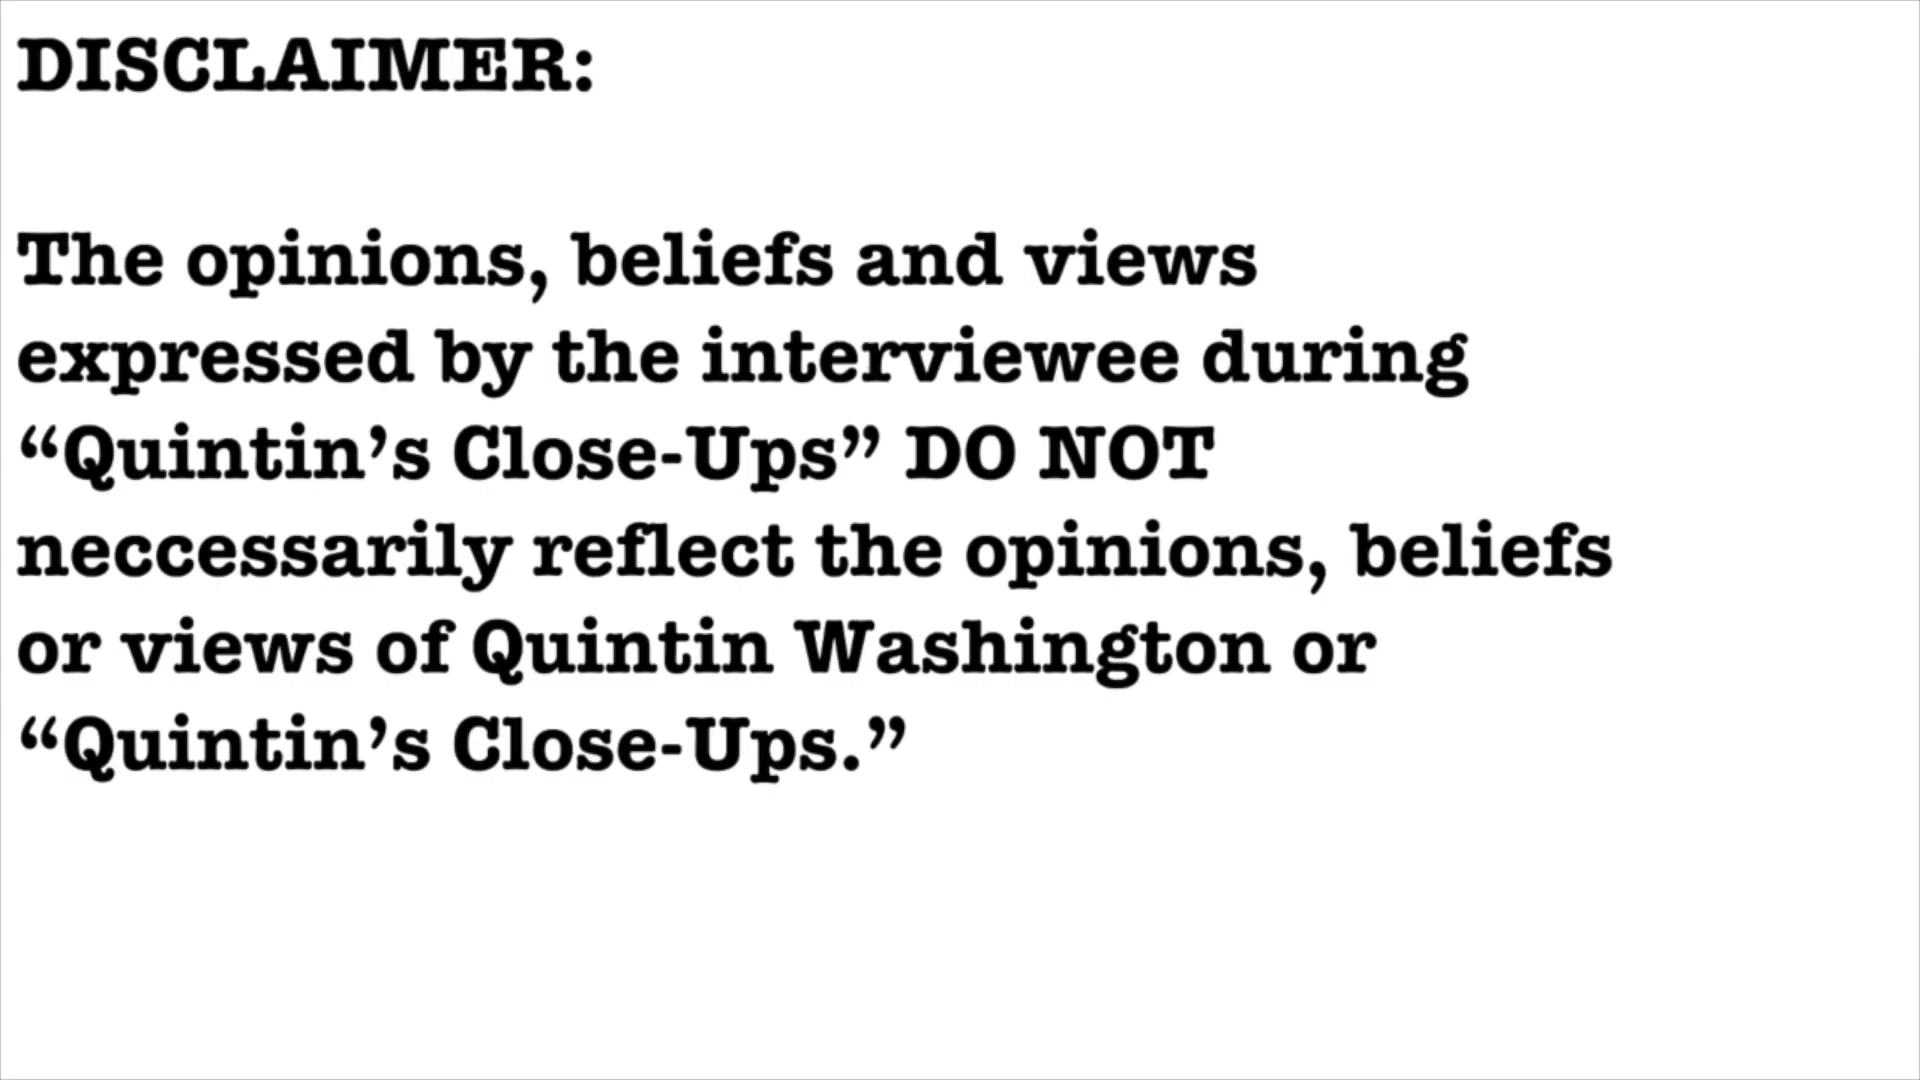 DISCLAIMER:
The opinions, beliefs and views
expressed by the interviewee during
“Quintin’s Close-Ups” DO NOT
neccessarily reflect the opinions, beliefs
or views of Quintin Washington or
“Quintin’s Close-Ups.”